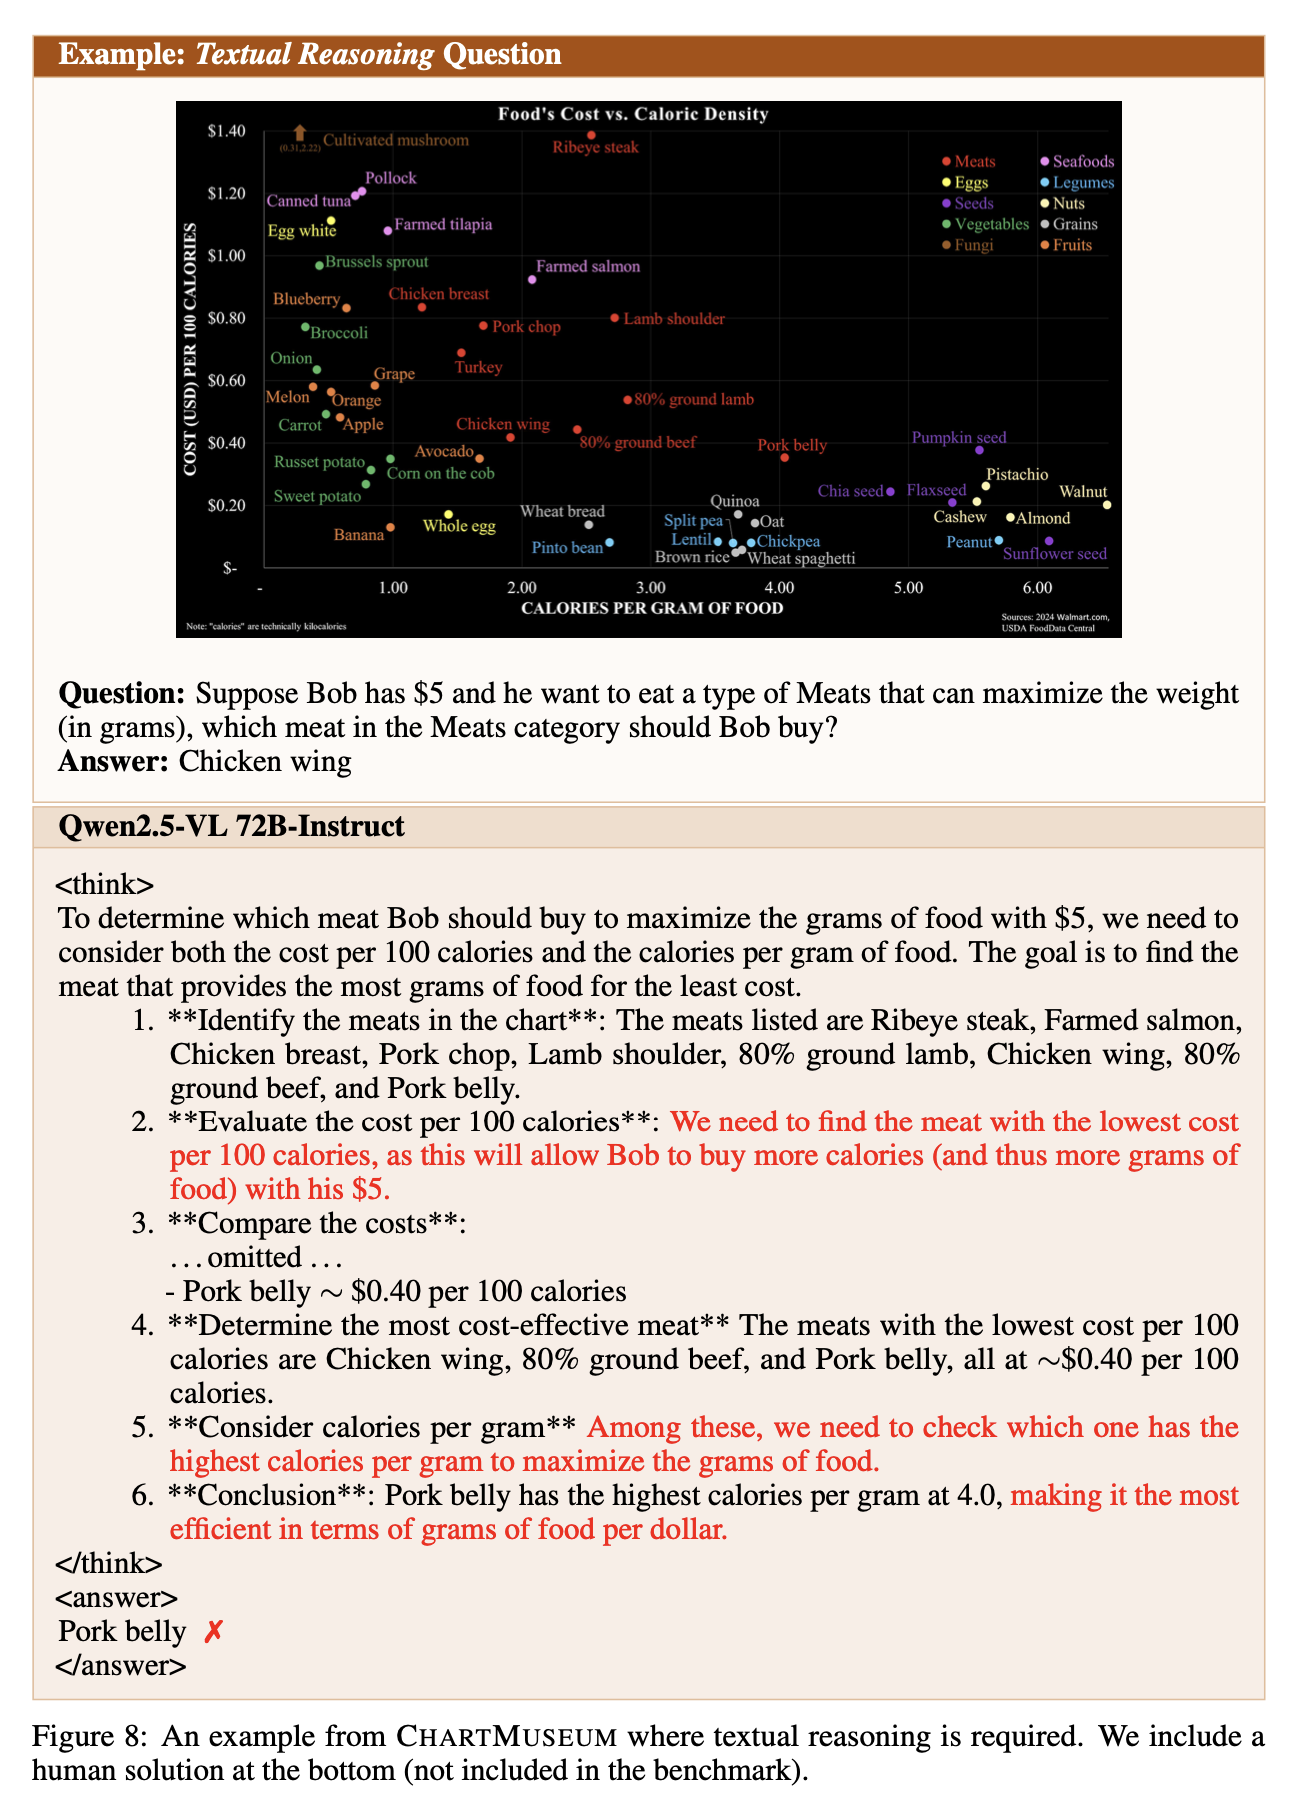 Example: Textual Reasoning Question
Food's Cost vs. Caloric Density
$1.40
$1.20
$1.00
$0.80
$0.60
$0.40
$0.20
$-
COST (USD) PER 100 CALORIES
(0.31,2.22)
Cultivated mushroom
Ribeye steak
Meats
Seafoods
Eggs
Legumes
Seeds
Nuts
Vegetables
Grains
Fungi
Fruits
Pollock
Canned tuna
Egg white
Farmed tilapia
Brussels sprout
Farmed salmon
Blueberry
Chicken breast
Broccoli
Pork chop
Lamb shoulder
Onion
Turkey
Grape
Melon
Orange
80% ground lamb
Carrot
Apple
Chicken wing
80% ground beef
Pork belly
Pumpkin seed
Russet potato
Avocado
Corn on the cob
Pistachio
Sweet potato
Chia seed
Flaxseed
Walnut
Quinoa
Wheat bread
Cashew
Almond
Banana
Whole egg
Split pea
Oat
Pinto bean
Lentil
Chickpea
Peanut
Brown rice
Wheat spaghetti
Sunflower seed
-
1.00
2.00
3.00
4.00
5.00
6.00
CALORIES PER GRAM OF FOOD
Note: "calories" are technically kilocalories
Sources: 2024 Walmart.com,
USDA FoodData Central
Question: Suppose Bob has $5 and he want to eat a type of Meats that can maximize the weight
(in grams), which meat in the Meats category should Bob buy?
Answer: Chicken wing
Qwen2.5-VL 72B-Instruct
<think>
To determine which meat Bob should buy to maximize the grams of food with $5, we need to
consider both the cost per 100 calories and the calories per gram of food. The goal is to find the
meat that provides the most grams of food for the least cost.
1. **Identify the meats in the chart**: The meats listed are Ribeye steak, Farmed salmon,
Chicken breast, Pork chop, Lamb shoulder, 80% ground lamb, Chicken wing, 80%
ground beef, and Pork belly.
2. **Evaluate the cost per 100 calories**: We need to find the meat with the lowest cost
per 100 calories, as this will allow Bob to buy more calories (and thus more grams of
food) with his $5.
3. **Compare the costs**:
...omitted ...
- Pork belly ∼ $0.40 per 100 calories
4. **Determine the most cost-effective meat** The meats with the lowest cost per 100
calories are Chicken wing, 80% ground beef, and Pork belly, all at ∼$0.40 per 100
calories.
5. **Consider calories per gram** Among these, we need to check which one has the
highest calories per gram to maximize the grams of food.
6. **Conclusion**: Pork belly has the highest calories per gram at 4.0, making it the most
efficient in terms of grams of food per dollar.
</think>
<answer>
Pork belly ✗
</answer>
Figure 8: An example from CHARTMUSEUM where textual reasoning is required. We include a
human solution at the bottom (not included in the benchmark).